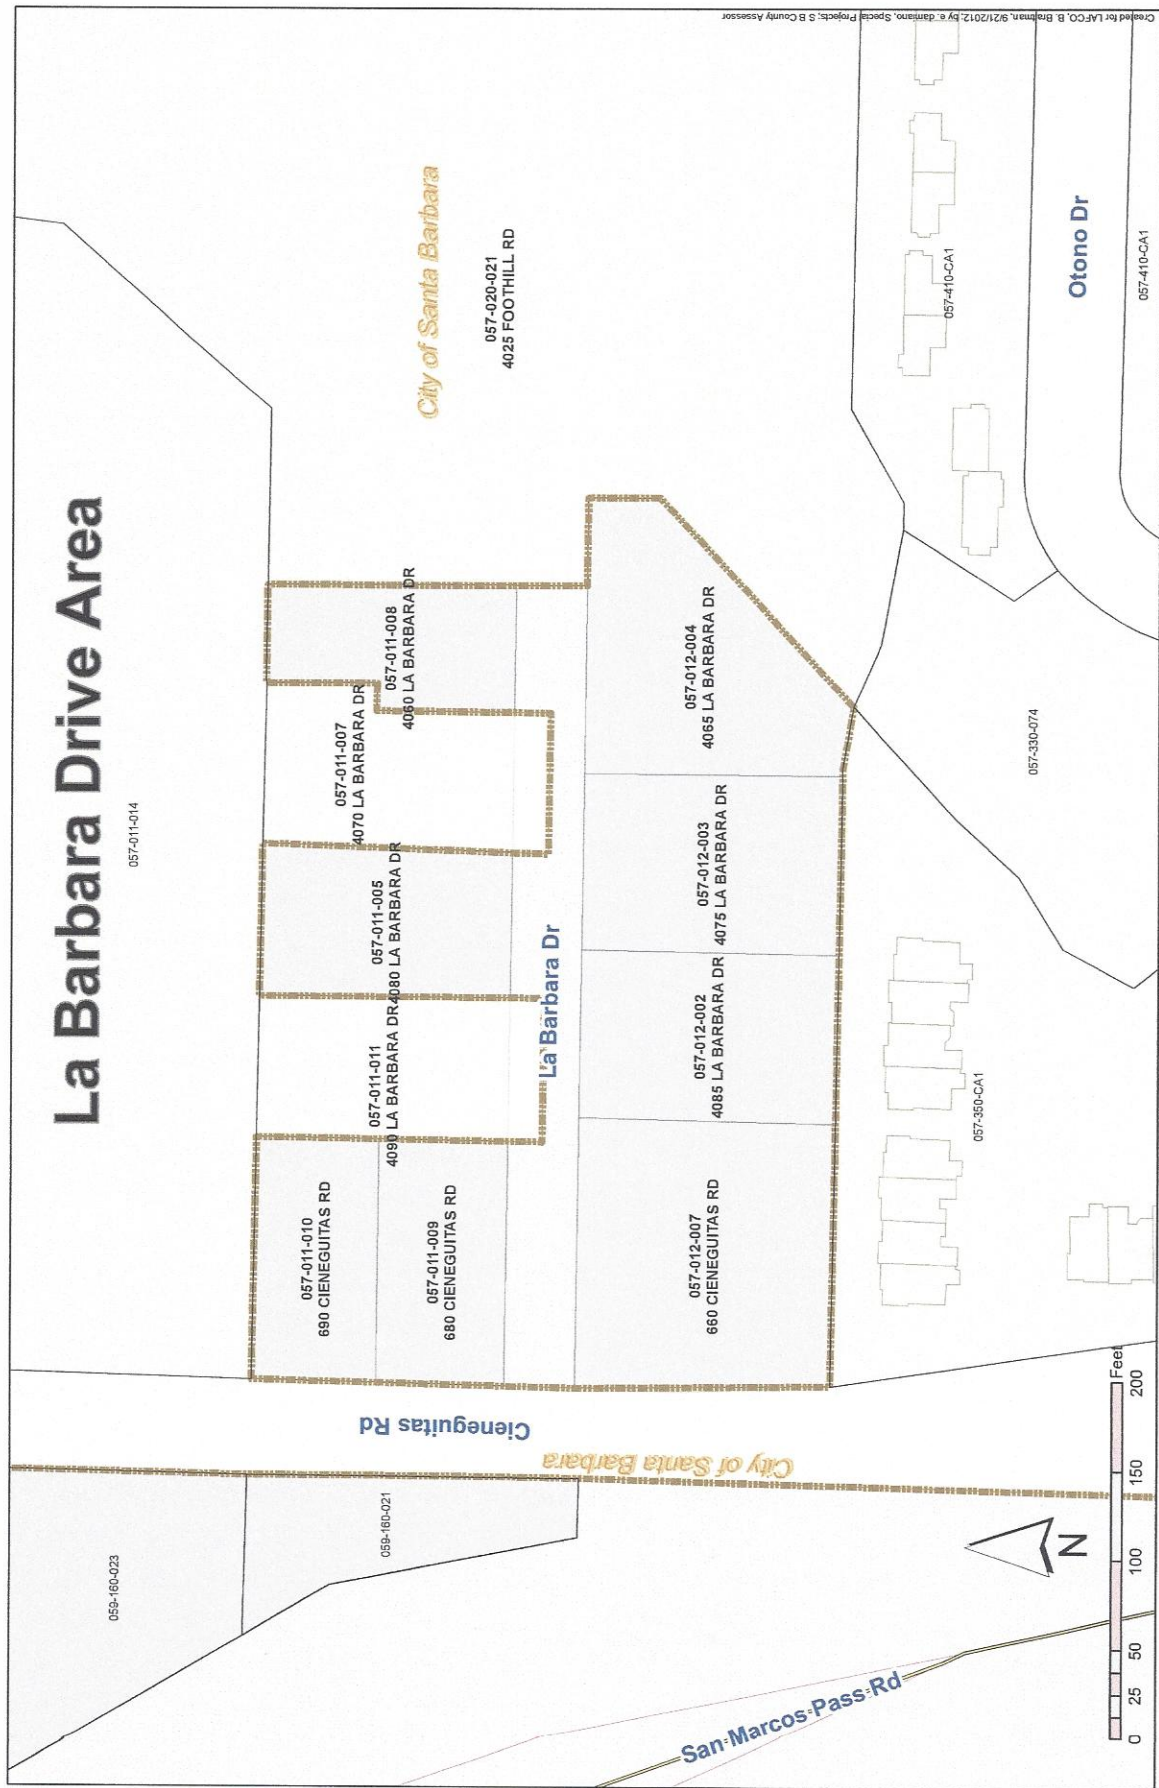 La Barbara Drive Area
057-011-014
City of Santa Barbara
057-020-021
4025 FOOTHILL RD
057-011-010
690 CIENEGUITAS RD
057-011-009
680 CIENEGUITAS RD
057-011-011
4090 LA BARBARA DR
057-011-005
4080 LA BARBARA DR
057-011-007
4070 LA BARBARA DR
057-011-008
4060 LA BARBARA DR
La Barbara Dr
057-012-007
660 CIENEGUITAS RD
057-012-002
4085 LA BARBARA DR
057-012-003
4075 LA BARBARA DR
057-012-004
4065 LA BARBARA DR
Cieneguitas Rd
City of Santa Barbara
059-160-023
059-160-021
San Marcos Pass Rd
057-350-CA1
057-330-074
057-410-CA1
Otono Dr
057-410-CA1
N
0 25 50 100 150 200
Feet
Created for LAFCO, B. Braitman, 9/21/2012; by e. damiano, Special Projects; S B County Assessor